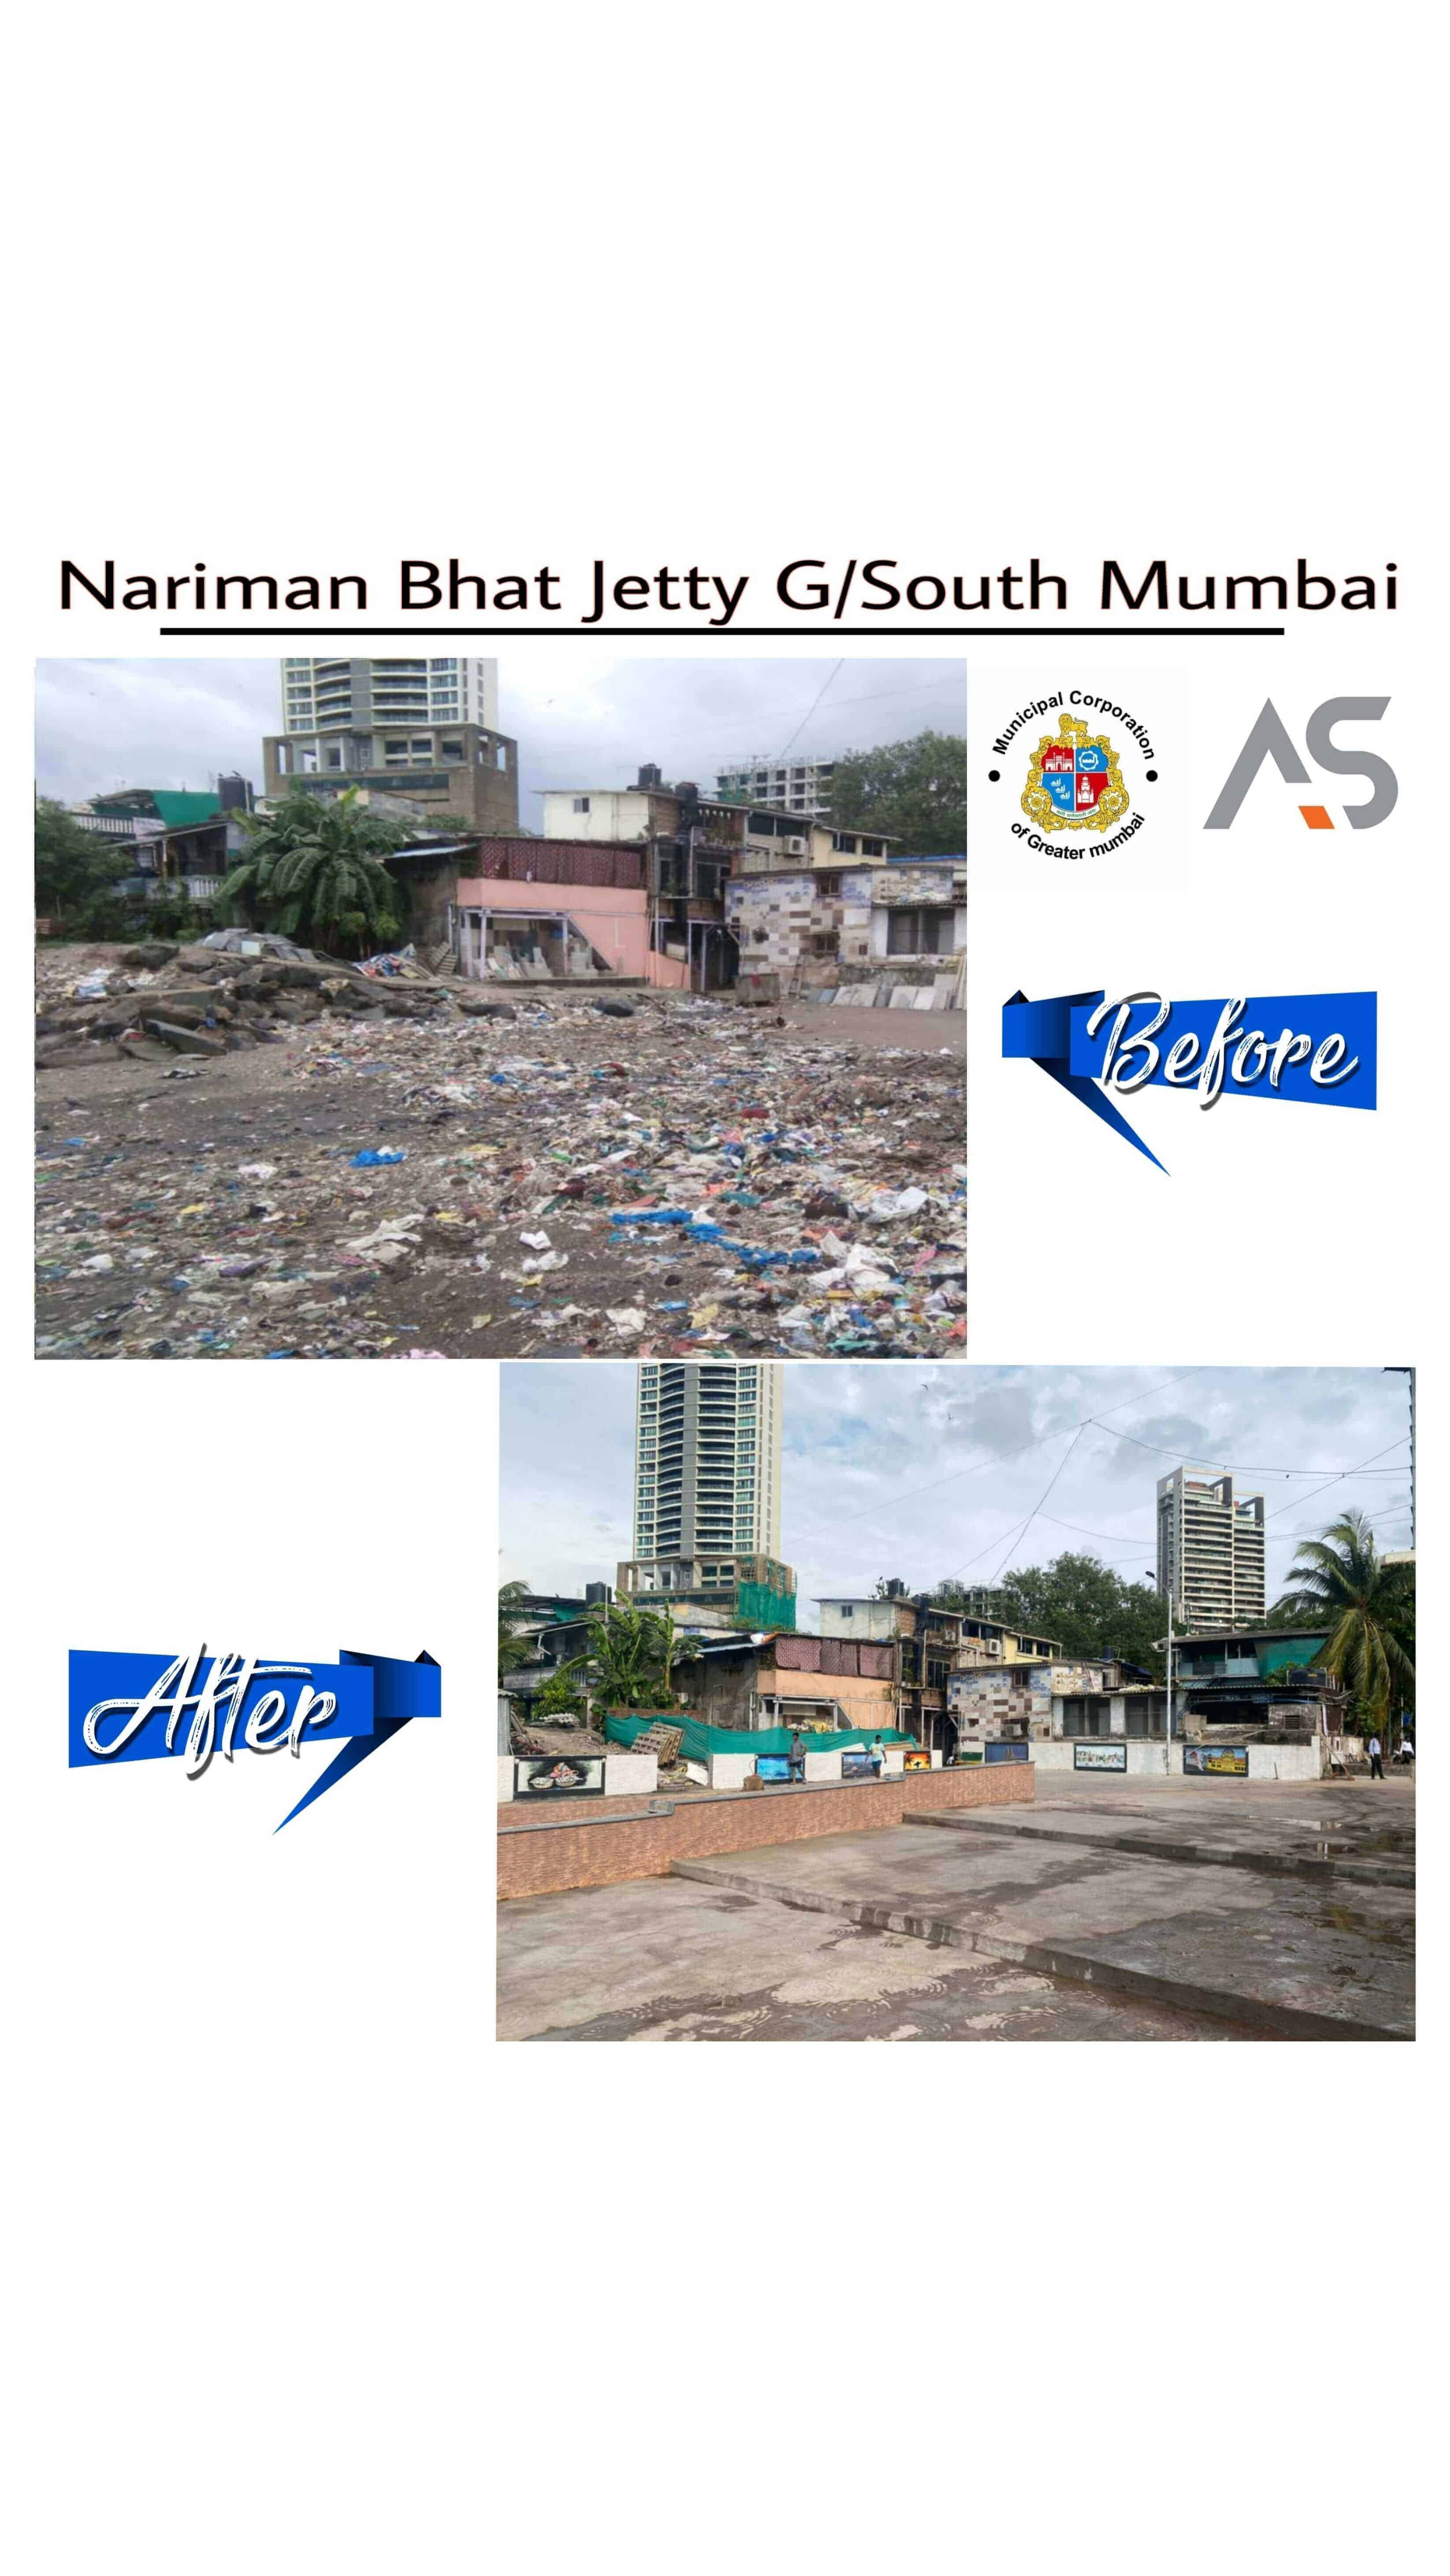 Nariman Bhat Jetty G/South Mumbai
Municipal Corporation
of Greater mumbai
AS
Before
After